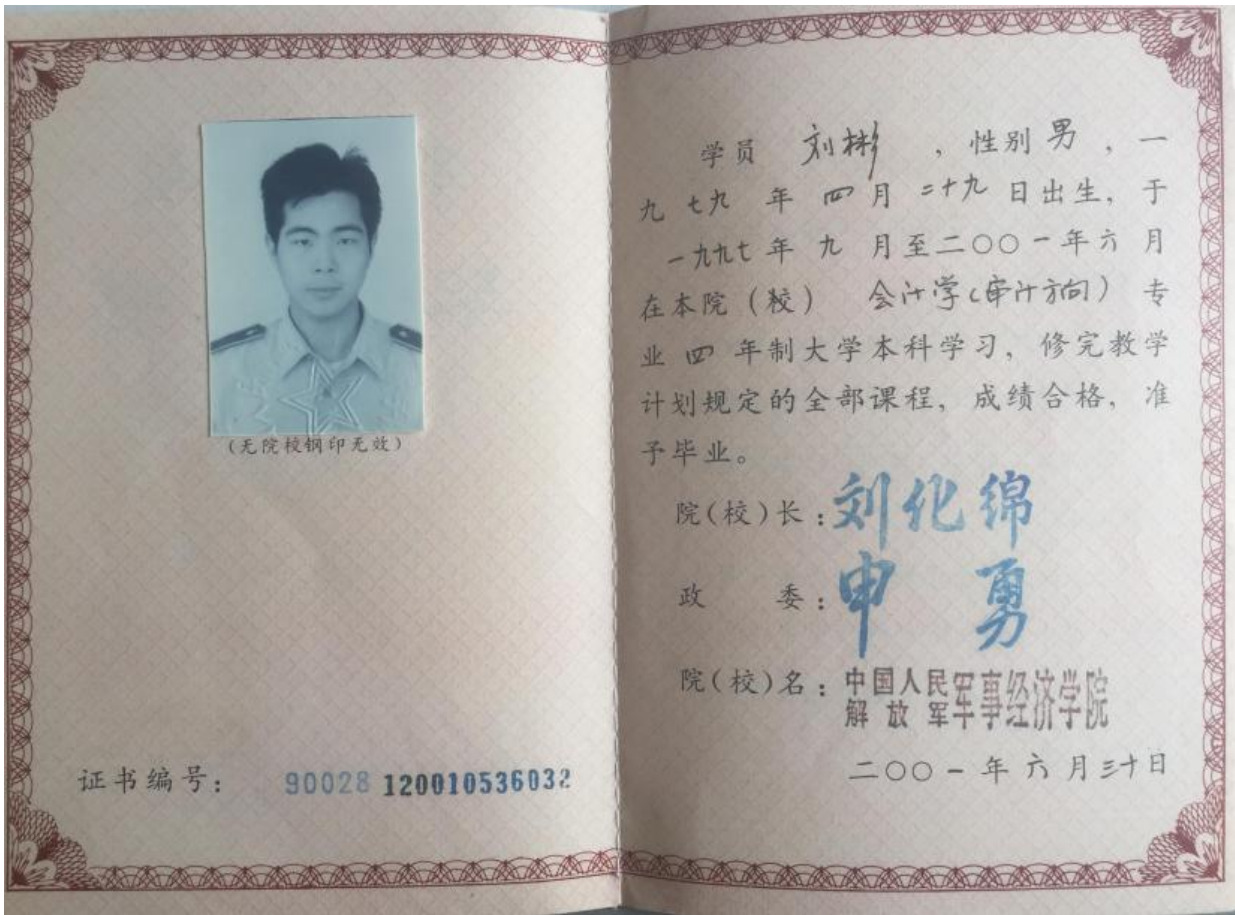 (无院校钢印无效)
证书编号: 90028 120010536032
学员 刘彬 , 性别 男 , 一
九 七九 年 四 月 二十九 日出生, 于
一九九七 年 九 月至二〇〇一年六 月
在本院 (校) 会计学(审计方向) 专
业 四 年制大学本科学习, 修完教学
计划规定的全部课程, 成绩合格, 准
予毕业。
院(校)长: 刘化绵
政 委: 申 勇
院(校)名: 中国人民解放军军事经济学院
二〇〇一年六月三十日